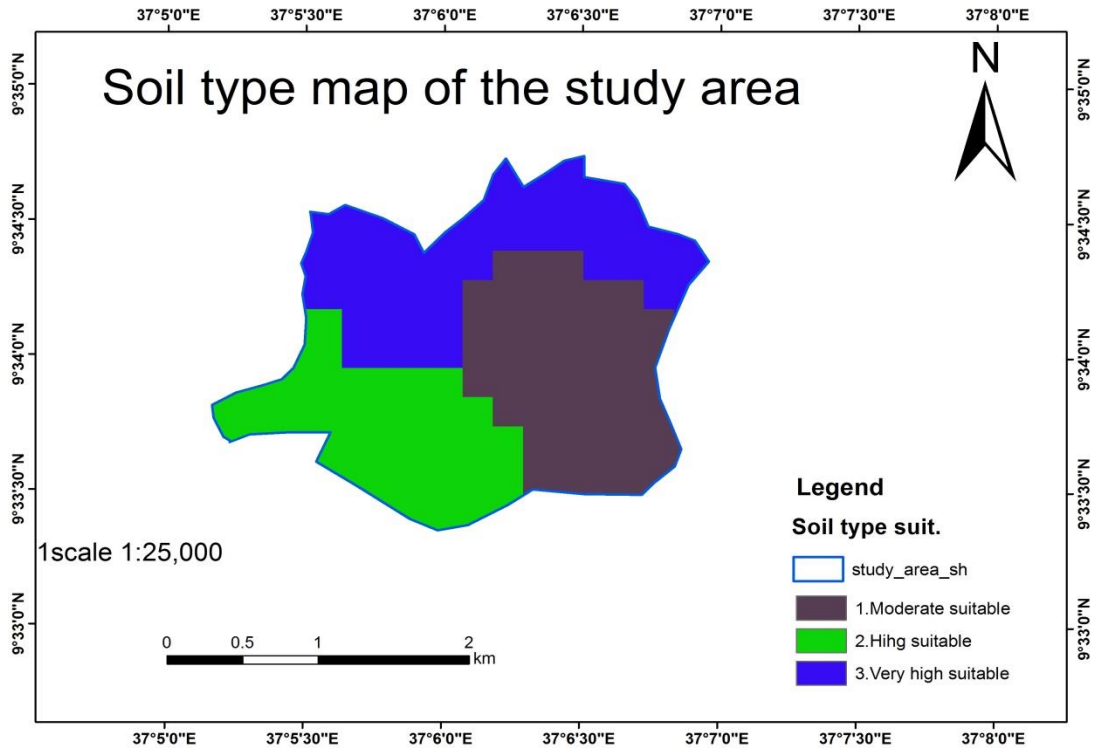 37°5'0"E 37°5'30"E 37°6'0"E 37°6'30"E 37°7'0"E 37°7'30"E 37°8'0"E
Soil type map of the study area
N
9°35'0"N 9°35'0"N
9°34'30"N 9°34'30"N
9°34'0"N 9°34'0"N
9°33'30"N 9°33'30"N
Legend
Soil type suit.
1scale 1:25,000
study_area_sh
1.Moderate suitable
9°33'0"N 9°33'0"N
2.Hihg suitable
3.Very high suitable
0 0.5 1 2
km
37°5'0"E 37°5'30"E 37°6'0"E 37°6'30"E 37°7'0"E 37°7'30"E 37°8'0"E